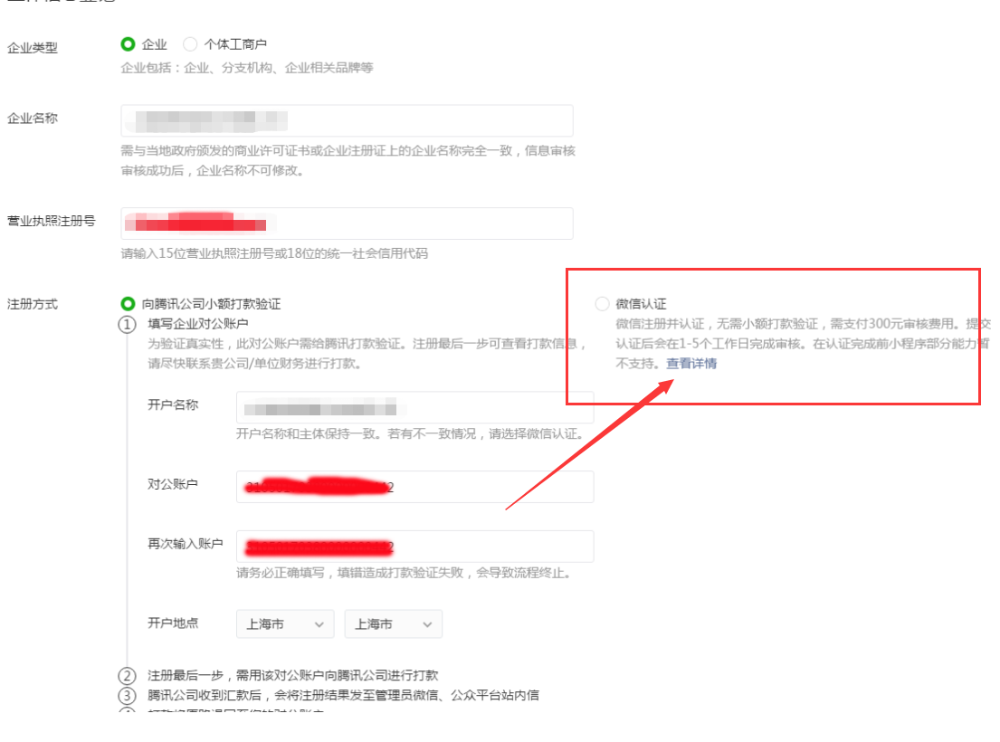 企业类型
企业 个体工商户
企业包括：企业、分支机构、企业相关品牌等
企业名称
需与当地政府颁发的商业许可证书或企业注册证上的企业名称完全一致，信息审核
审核成功后，企业名称不可修改。
营业执照注册号
请输入15位营业执照注册号或18位的统一社会信用代码
注册方式
向腾讯公司小额打款验证
1 填写企业对公账户
为验证真实性，此对公账户需给腾讯打款验证。注册最后一步可查看打款信息，
请尽快联系贵公司/单位财务进行打款。
微信认证
微信注册并认证，无需小额打款验证，需支付300元审核费用。提交
认证后会在1-5个工作日完成审核。在认证完成前小程序部分能力暂
不支持。查看详情
开户名称
开户名称和主体保持一致。若有不一致情况，请选择微信认证。
对公账户
再次输入账户
请务必正确填写，填错造成打款验证失败，会导致流程终止。
开户地点 上海市 上海市
2 注册最后一步，需用该对公账户向腾讯公司进行打款
3 腾讯公司收到汇款后，会将注册结果发至管理员微信、公众平台站内信